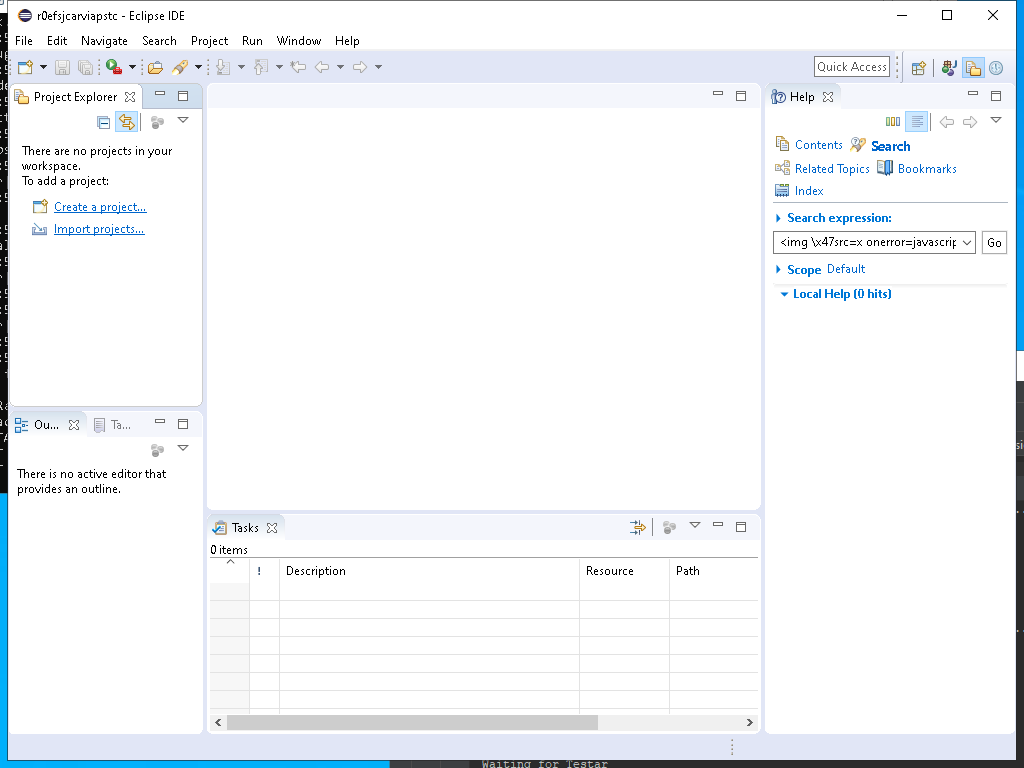 r0efsjcarviapstc - Eclipse IDE
File Edit Navigate Search Project Run Window Help
Quick Access
Project Explorer
There are no projects in your
workspace.
To add a project:
Create a project...
Import projects...
Ou...
Ta...
There is no active editor that
provides an outline.
Tasks
0 items
! Description Resource Path
Help
Contents Search
Related Topics Bookmarks
Index
Search expression:
<img \x47src=x onerror=javascrip
Go
Scope Default
Local Help (0 hits)
Waiting for Testar